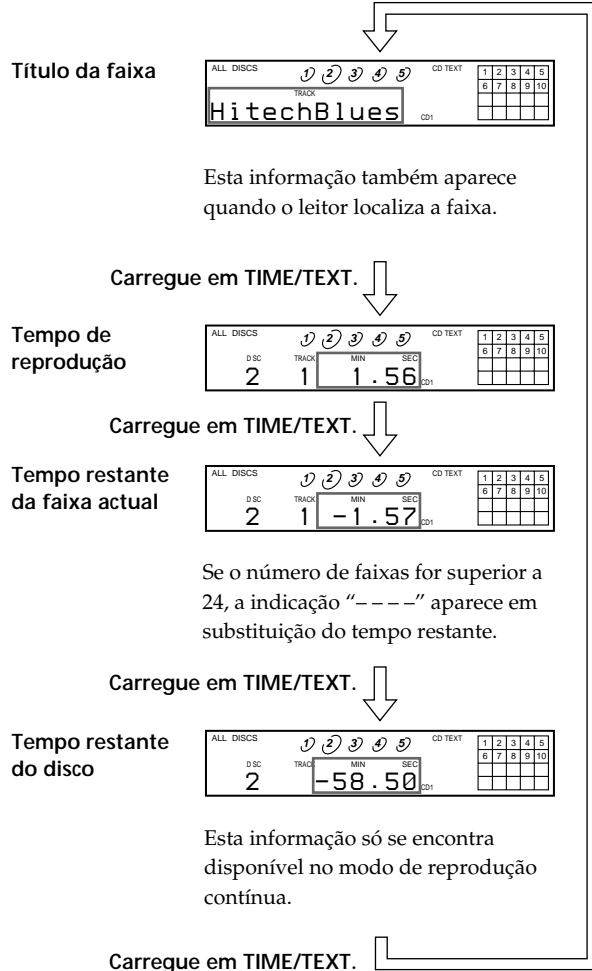 Título da faixa
ALL DISCS 1 2 3 4 5 CD TEXT 1 2 3 4 5
6 7 8 9 10
TRACK
HitechBlues CD1
Esta informação também aparece
quando o leitor localiza a faixa.
Carregue em TIME/TEXT.
Tempo de
reprodução
ALL DISCS 1 2 3 4 5 CD TEXT 1 2 3 4 5
6 7 8 9 10
DSC TRACK MIN SEC
2 1 1.56 CD1
Carregue em TIME/TEXT.
Tempo restante
da faixa actual
ALL DISCS 1 2 3 4 5 CD TEXT 1 2 3 4 5
6 7 8 9 10
DSC TRACK MIN SEC
2 1 –1.57 CD1
Se o número de faixas for superior a
24, a indicação “– – – –” aparece em
substituição do tempo restante.
Carregue em TIME/TEXT.
Tempo restante
do disco
ALL DISCS 1 2 3 4 5 CD TEXT 1 2 3 4 5
6 7 8 9 10
DSC TRACK MIN SEC
2 –58.50 CD1
Esta informação só se encontra
disponível no modo de reprodução
contínua.
Carregue em TIME/TEXT.